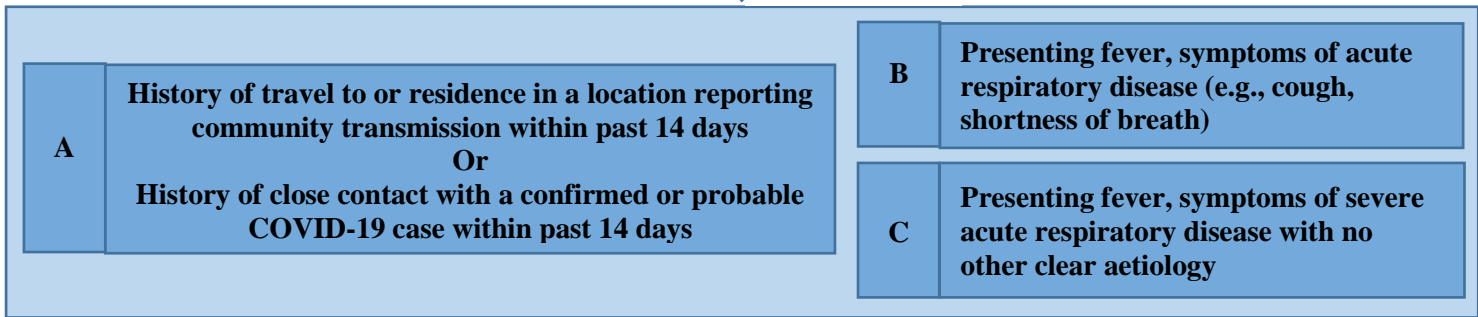 A
History of travel to or residence in a location reporting
community transmission within past 14 days
Or
History of close contact with a confirmed or probable
COVID-19 case within past 14 days
B
Presenting fever, symptoms of acute
respiratory disease (e.g., cough,
shortness of breath)
C
Presenting fever, symptoms of severe
acute respiratory disease with no
other clear aetiology